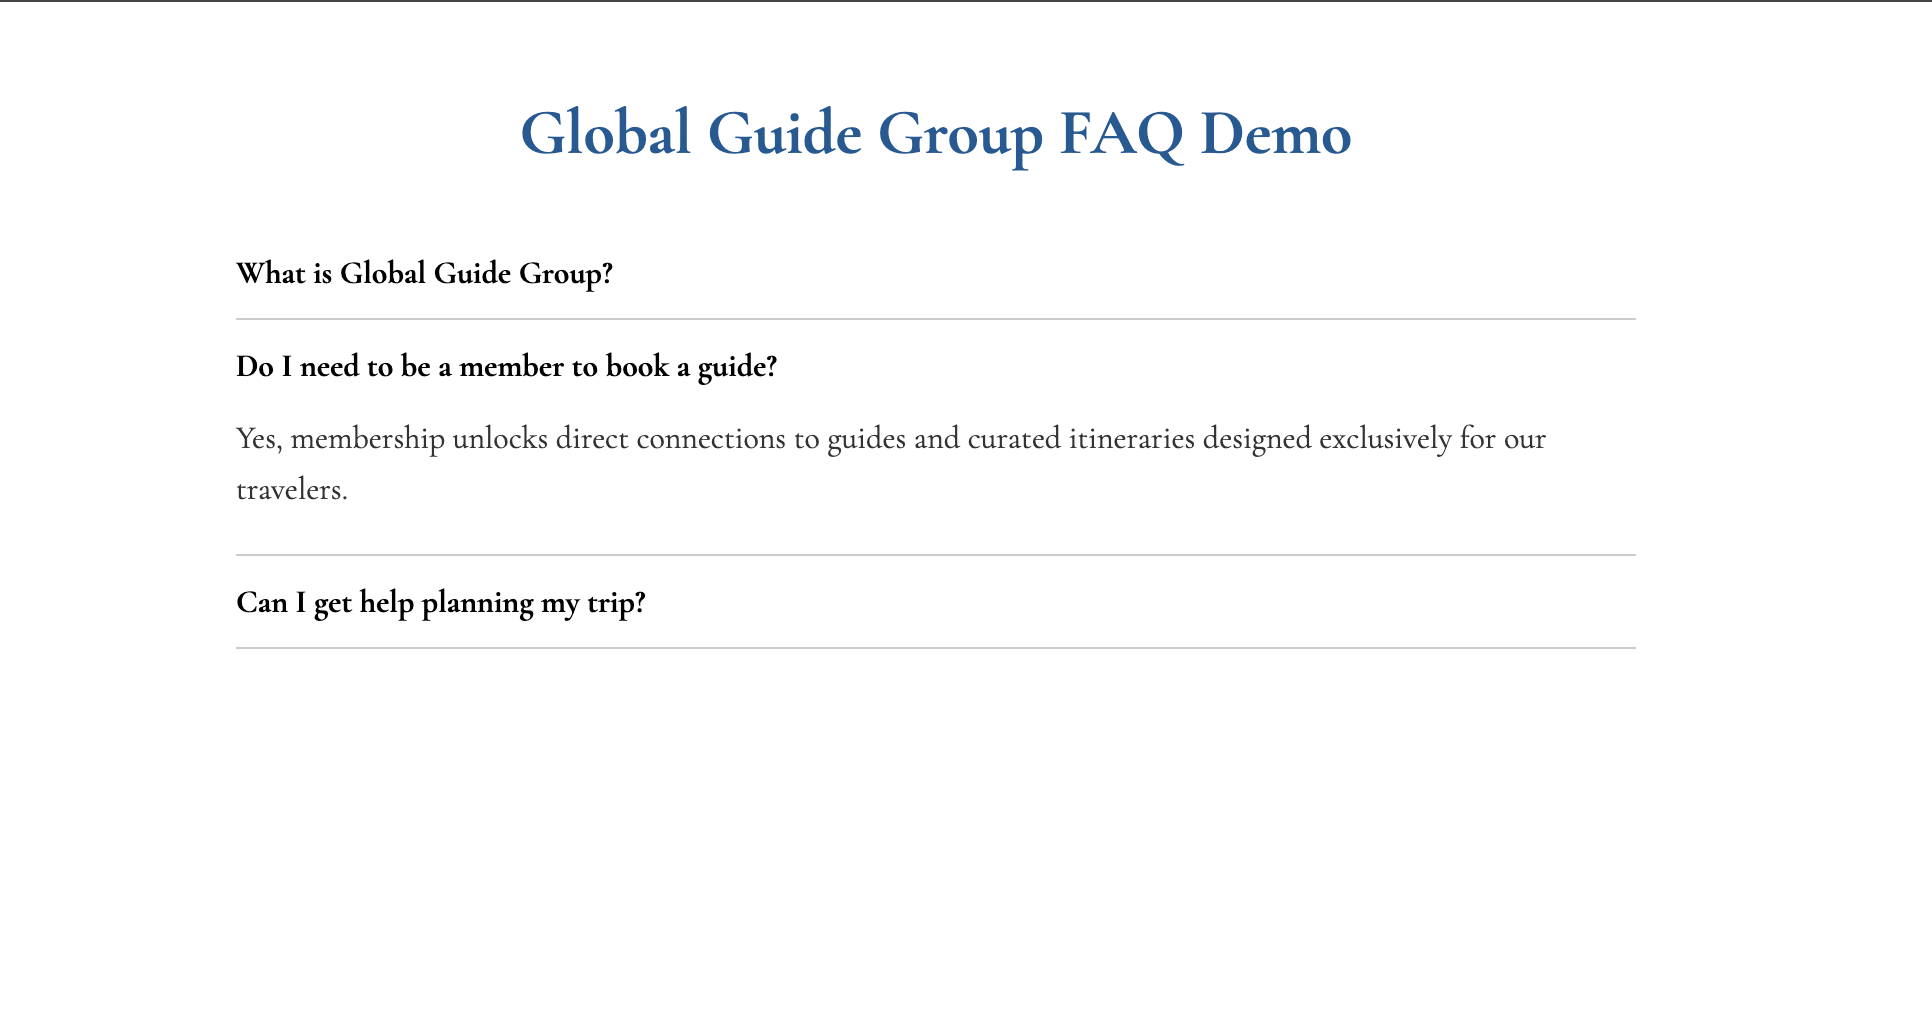 Global Guide Group FAQ Demo
What is Global Guide Group?
Do I need to be a member to book a guide?
Yes, membership unlocks direct connections to guides and curated itineraries designed exclusively for our
travelers.
Can I get help planning my trip?